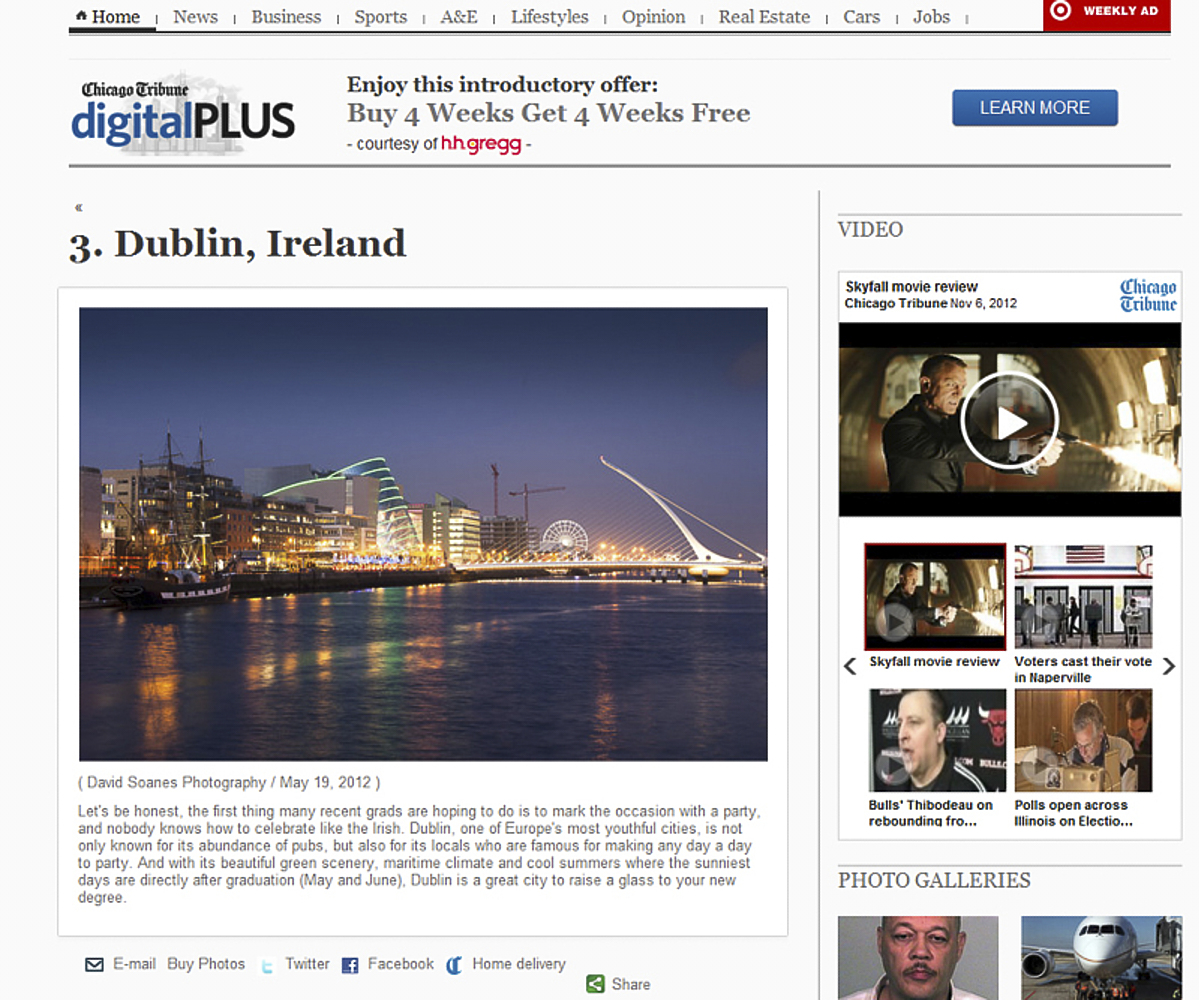 Home | News | Business | Sports | A&E | Lifestyles | Opinion | Real Estate | Cars | Jobs |
WEEKLY AD
Chicago Tribune
digitalPLUS
Enjoy this introductory offer:
Buy 4 Weeks Get 4 Weeks Free
- courtesy of hhgregg -
LEARN MORE
«
3. Dublin, Ireland
( David Soanes Photography / May 19, 2012 )
Let's be honest, the first thing many recent grads are hoping to do is to mark the occasion with a party,
and nobody knows how to celebrate like the Irish. Dublin, one of Europe's most youthful cities, is not
only known for its abundance of pubs, but also for its locals who are famous for making any day a day
to party. And with its beautiful green scenery, maritime climate and cool summers where the sunniest
days are directly after graduation (May and June), Dublin is a great city to raise a glass to your new
degree.
E-mail Buy Photos Twitter Facebook Home delivery
Share
VIDEO
Skyfall movie review
Chicago Tribune Nov 6, 2012
Chicago
Tribune
Skyfall movie review
Voters cast their vote
in Naperville
Bulls' Thibodeau on
rebounding fro...
Polls open across
Illinois on Electio...
PHOTO GALLERIES